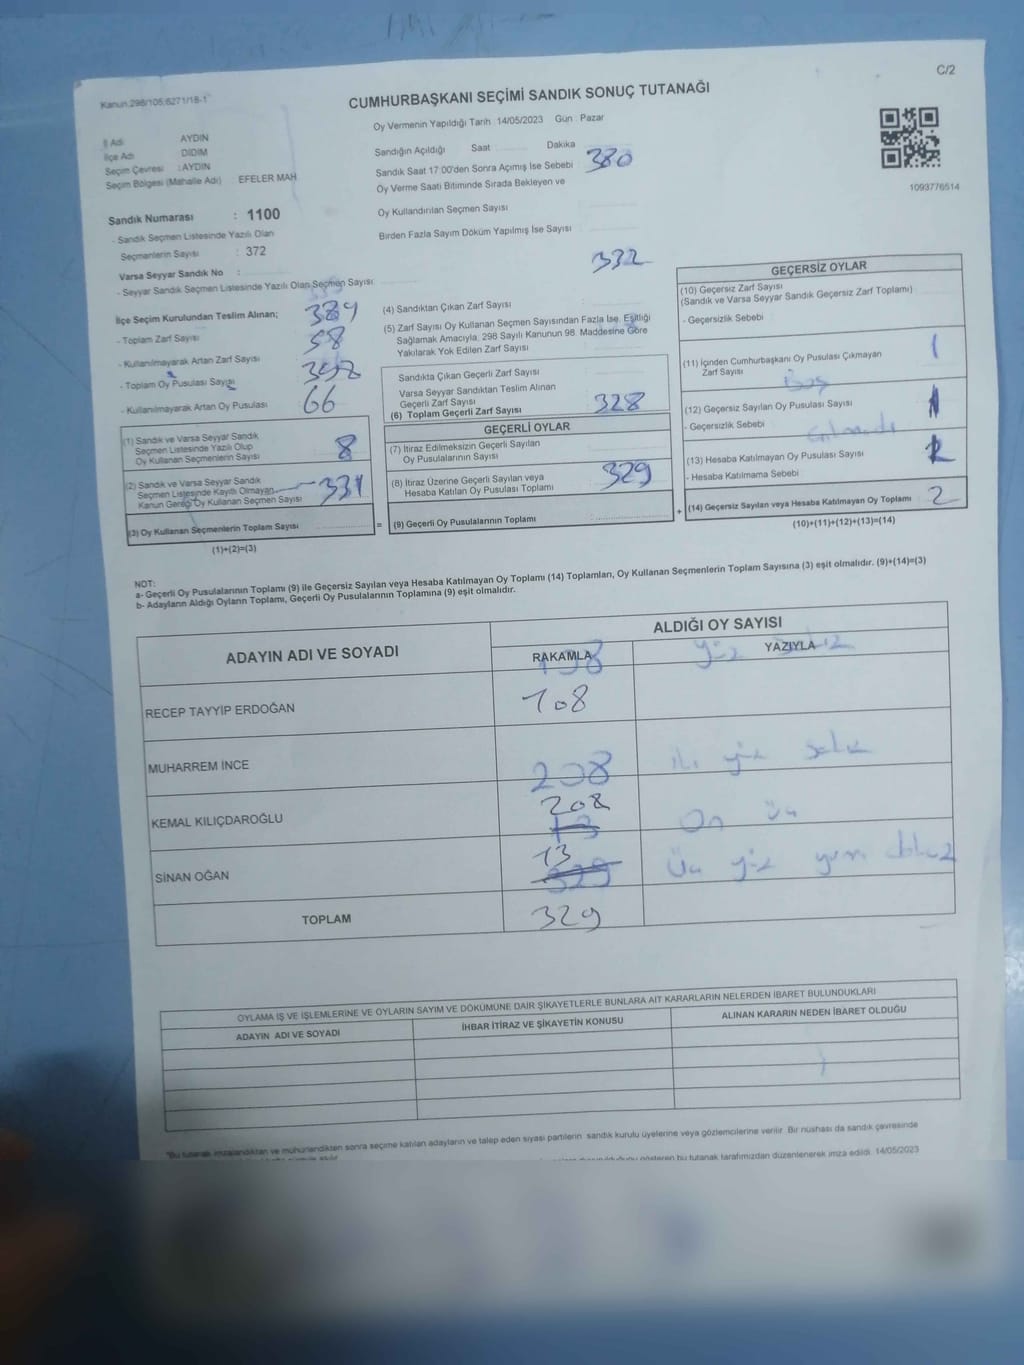 C/2
Kanun.298/105;6271/18-1
CUMHURBAŞKANI SEÇİMİ SANDIK SONUÇ TUTANAĞI
Oy Vermenin Yapıldığı Tarih :14/05/2023 Gün : Pazar
İl Adı AYDIN
İlçe Adı :DİDİM
Seçim Çevresi :AYDIN
Seçim Bölgesi (Mahalle Adı) : EFELER MAH
Sandık Numarası : 1100
- Sandık Seçmen Listesinde Yazılı Olan
Seçmenlerin Sayısı : 372
Varsa Seyyar Sandık No :
- Seyyar Sandık Seçmen Listesinde Yazılı Olan Seçmen Sayısı:
Sandığın Açıldığı Saat Dakika
Sandık Saat 17:00'den Sonra Açılmış İse Sebebi : 380
Oy Verme Saati Bitiminde Sırada Bekleyen ve
Oy Kullandırılan Seçmen Sayısı
Birden Fazla Sayım Döküm Yapılmış İse Sayısı
332
1093776514
İlçe Seçim Kurulundan Teslim Alınan; 389
- Toplam Zarf Sayısı : 58
- Kullanılmayarak Artan Zarf Sayısı :
- Toplam Oy Pusulası Sayısı :
- Kullanılmayarak Artan Oy Pusulası : 66
(1) Sandık ve Varsa Seyyar Sandık
Seçmen Listesinde Yazılı Olup
Oy Kullanan Seçmenlerin Sayısı 8
(2) Sandık ve Varsa Seyyar Sandık
Seçmen Listesinde Kayıtlı Olmayan
Kanun Gereği Oy Kullanan Seçmen Sayısı 331
(3) Oy Kullanan Seçmenlerin Toplam Sayısı =
(1)+(2)=(3)
(4) Sandıktan Çıkan Zarf Sayısı :
(5) Zarf Sayısı Oy Kullanan Seçmen Sayısından Fazla İse, Eşitliği
Sağlamak Amacıyla, 298 Sayılı Kanunun 98. Maddesine Göre
Yakılarak Yok Edilen Zarf Sayısı
Sandıkta Çıkan Geçerli Zarf Sayısı :
Varsa Seyyar Sandıktan Teslim Alınan
Geçerli Zarf Sayısı
(6) Toplam Geçerli Zarf Sayısı : 328
GEÇERLİ OYLAR
(7) İtiraz Edilmeksizin Geçerli Sayılan
Oy Pusulalarının Sayısı
(8) İtiraz Üzerine Geçerli Sayılan veya
Hesaba Katılan Oy Pusulası Toplamı 329
(9) Geçerli Oy Pusulalarının Toplamı : +
GEÇERSİZ OYLAR
(10) Geçersiz Zarf Sayısı
(Sandık ve Varsa Seyyar Sandık Geçersiz Zarf Toplamı)
- Geçersizlik Sebebi
(11) İçinden Cumhurbaşkanı Oy Pusulası Çıkmayan 1
Zarf Sayısı
Boş
(12) Geçersiz Sayılan Oy Pusulası Sayısı
- Geçersizlik Sebebi
(13) Hesaba Katılmayan Oy Pusulası Sayısı
- Hesaba Katılmama Sebebi
(14) Geçersiz Sayılan veya Hesaba Katılmayan Oy Toplamı 2
(10)+(11)+(12)+(13)=(14)
NOT:
a- Geçerli Oy Pusulalarının Toplamı (9) ile Geçersiz Sayılan veya Hesaba Katılmayan Oy Toplamı (14) Toplamları, Oy Kullanan Seçmenlerin Toplam Sayısına (3) eşit olmalıdır. (9)+(14)=(3)
b- Adayların Aldığı Oyların Toplamı, Geçerli Oy Pusulalarının Toplamına (9) eşit olmalıdır.
ADAYIN ADI VE SOYADI ALDIĞI OY SAYISI
RAKAMLA YAZIYLA
108 yüz sekiz
RECEP TAYYİP ERDOĞAN 108
MUHARREM İNCE 208 iki yüz sekiz
KEMAL KILIÇDAROĞLU 208 13 On üç
SİNAN OĞAN 13 329 Üç yüz yirmi dokuz
TOPLAM 329
OYLAMA İŞ VE İŞLEMLERİNE VE OYLARIN SAYIM VE DÖKÜMÜNE DAİR ŞİKAYETLERLE BUNLARA AİT KARARLARIN NELERDEN İBARET BULUNDUKLARI
ADAYIN ADI VE SOYADI İHBAR İTİRAZ VE ŞİKAYETİN KONUSU ALINAN KARARIN NEDEN İBARET OLDUĞU
"Bu tutanak imzalandıktan ve mühürlendikten sonra seçime katılan adayların ve talep eden siyasi partilerin sandık kurulu üyelerine veya gözlemcilerine verilir. Bir nüshası da sandık çevresinde
gösteren bu tutanak tarafımızdan düzenlenerek imza edildi. 14/05/2023